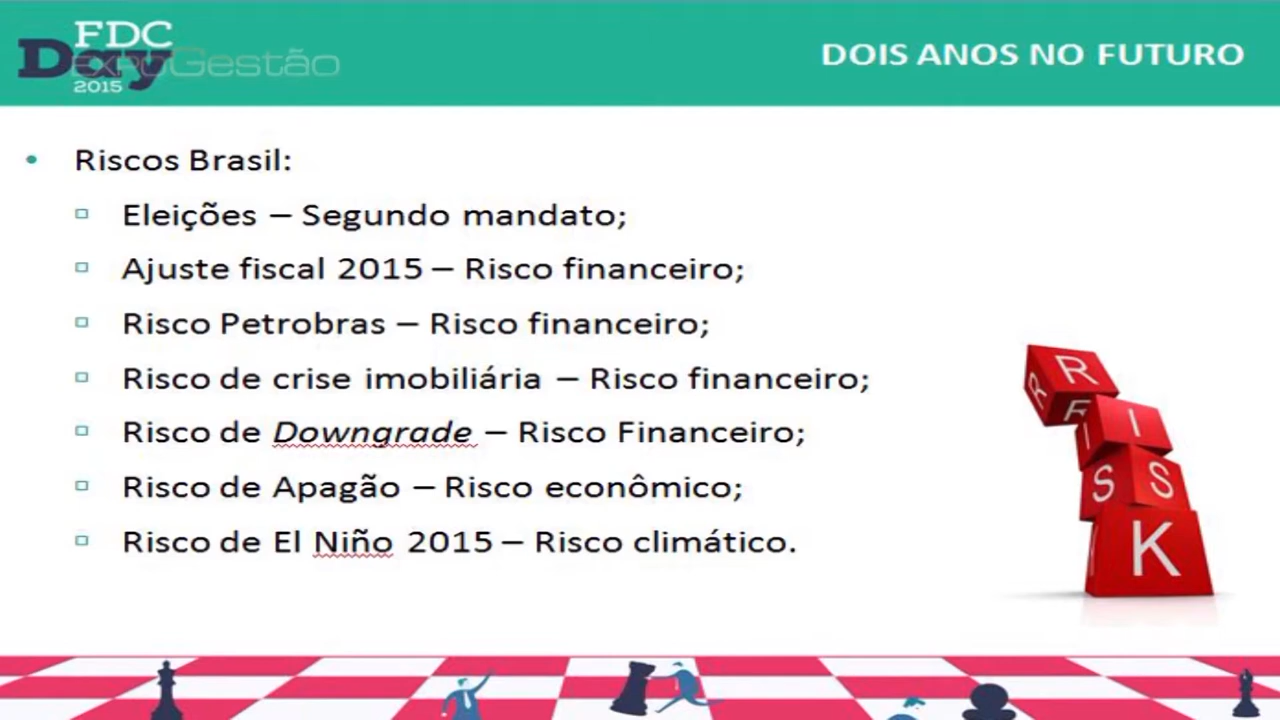 FDC
Day
EXPOGestão
2015
DOIS ANOS NO FUTURO
• Riscos Brasil:
Eleições – Segundo mandato;
Ajuste fiscal 2015 – Risco financeiro;
Risco Petrobras – Risco financeiro;
Risco de crise imobiliária – Risco financeiro;
Risco de Downgrade – Risco Financeiro;
Risco de Apagão – Risco econômico;
Risco de El Niño 2015 – Risco climático.
R
R
R
I
I
S
S
K